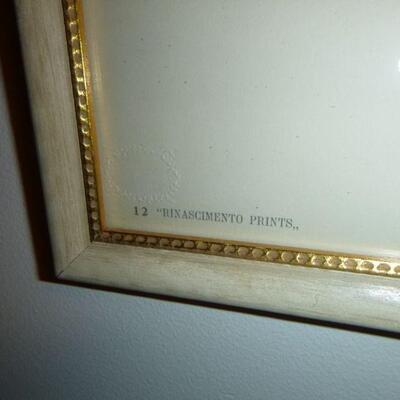 12 "RINASCIMENTO PRINTS„